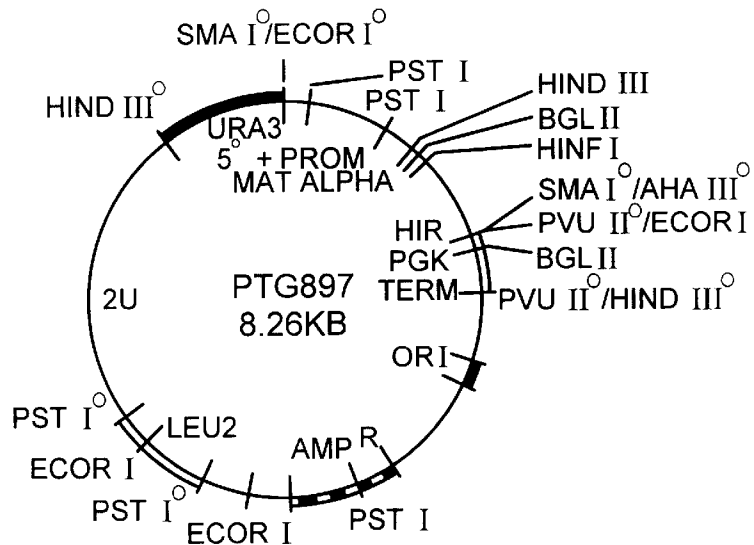 SMA I°/ECOR I°
PST I
PST I
HIND III°
HIND III
BGL II
HINF I
URA3
5° + PROM
MAT ALPHA
SMA I°/AHA III°
HIR
PVU II°/ECOR I
PGK
BGL II
TERM
PVU II°/HIND III°
2U
PTG897
8.26KB
ORI
PST I°
LEU2
ECOR I
PST I°
AMP R
ECOR I
PST I